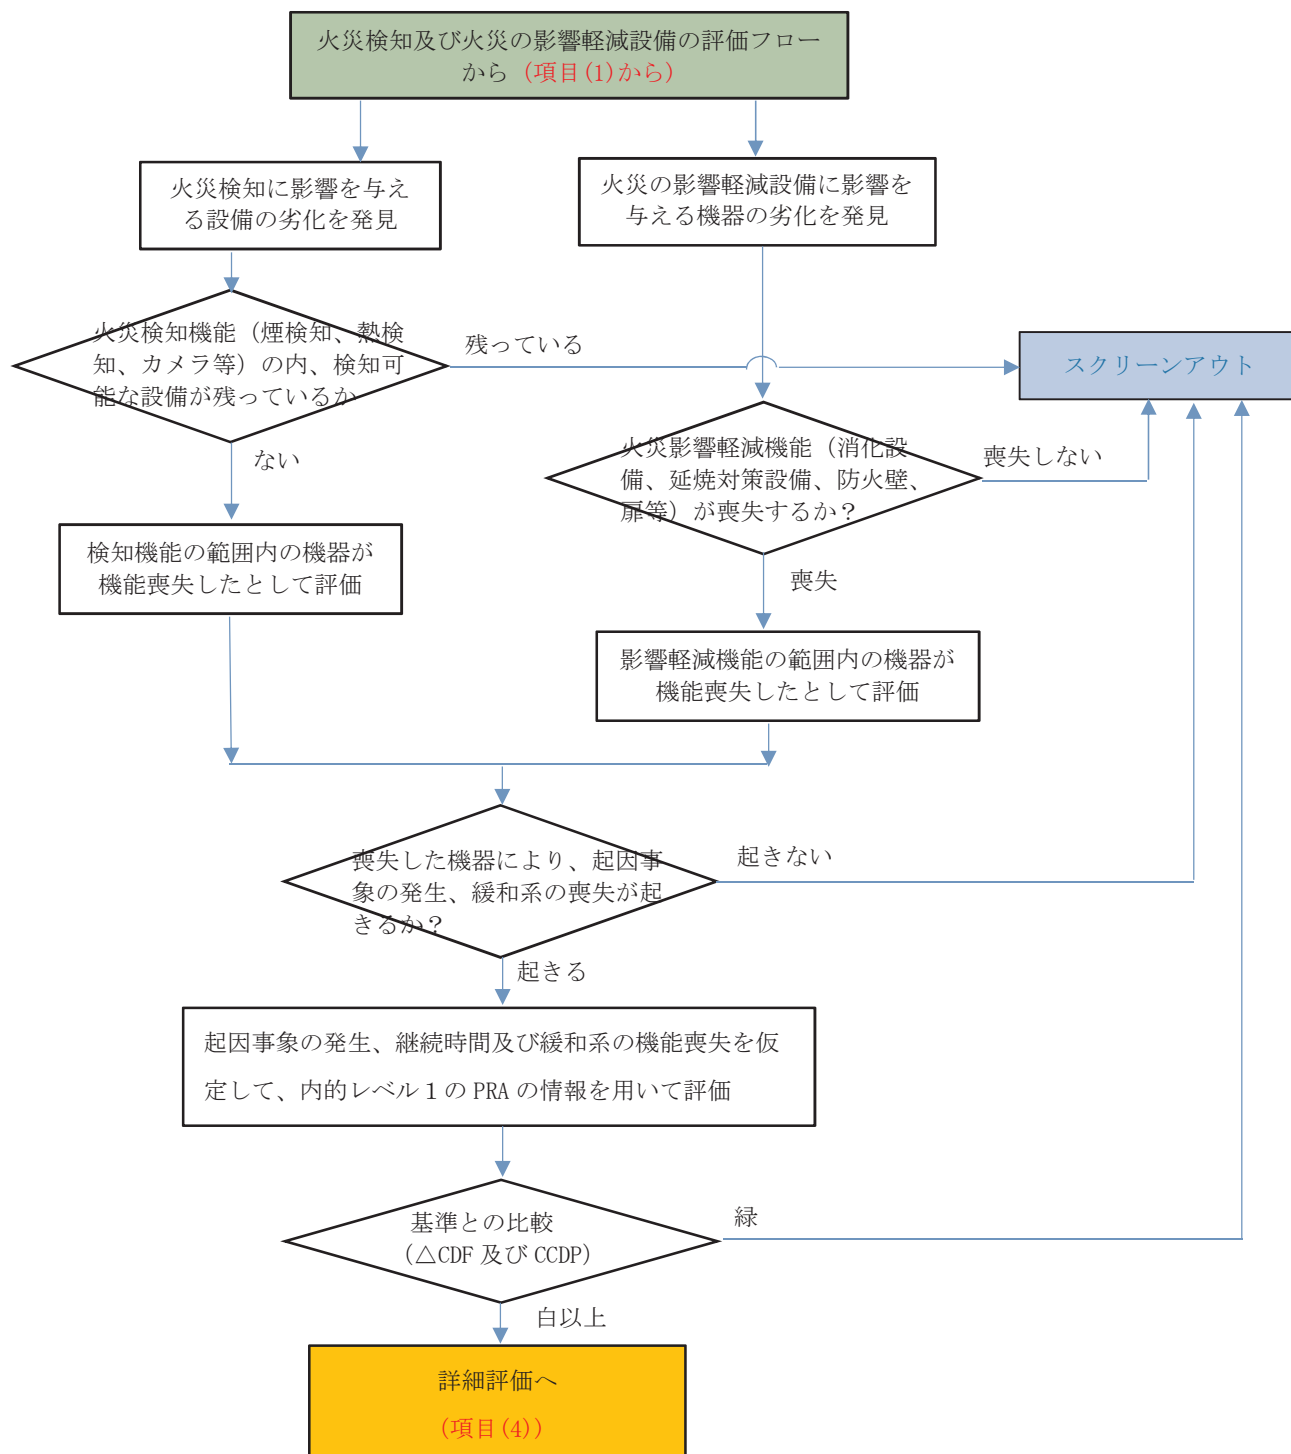 火災検知及び火災の影響軽減設備の評価フロー
から（項目(1)から）
火災検知に影響を与え
る設備の劣化を発見
火災の影響軽減設備に影響を
与える機器の劣化を発見
火災検知機能（煙検知、熱検
知、カメラ等）の内、検知可
能な設備が残っているか
残っている
スクリーンアウト
ない
火災影響軽減機能（消化設
備、延焼対策設備、防火壁、
扉等）が喪失するか？
喪失しない
検知機能の範囲内の機器が
機能喪失したとして評価
喪失
影響軽減機能の範囲内の機器が
機能喪失したとして評価
喪失した機器により、起因事
象の発生、緩和系の喪失が起
きるか？
起きない
起きる
起因事象の発生、継続時間及び緩和系の機能喪失を仮
定して、内的レベル１の PRA の情報を用いて評価
基準との比較
（△CDF 及び CCDP）
緑
白以上
詳細評価へ
（項目(4)）